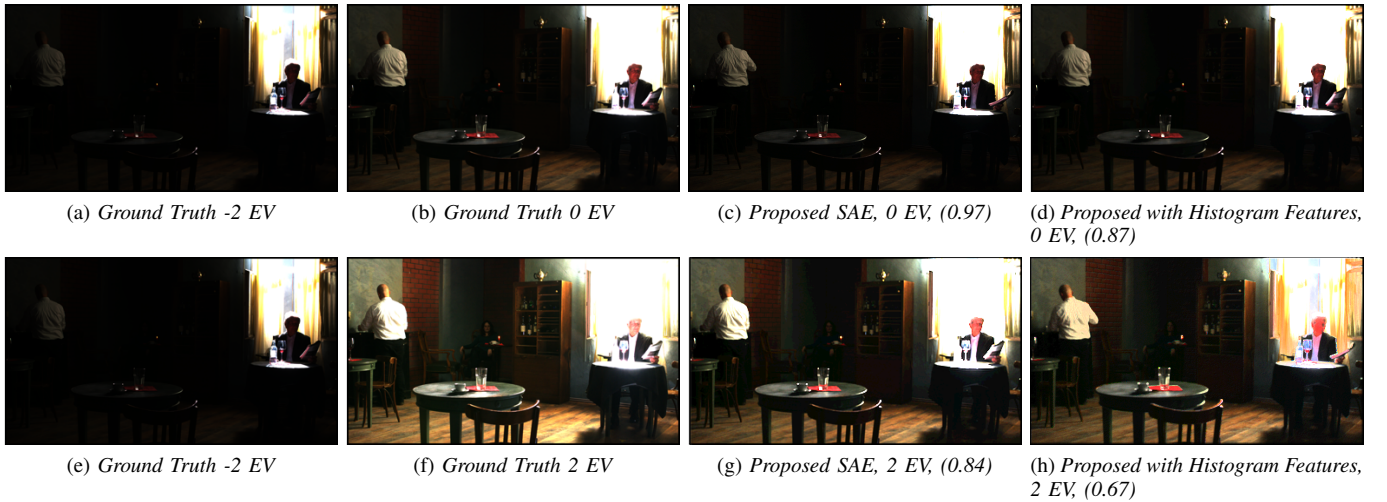 (a) Ground Truth -2 EV
(b) Ground Truth 0 EV
(c) Proposed SAE, 0 EV, (0.97)
(d) Proposed with Histogram Features,
0 EV, (0.87)
(e) Ground Truth -2 EV
(f) Ground Truth 2 EV
(g) Proposed SAE, 2 EV, (0.84)
(h) Proposed with Histogram Features,
2 EV, (0.67)